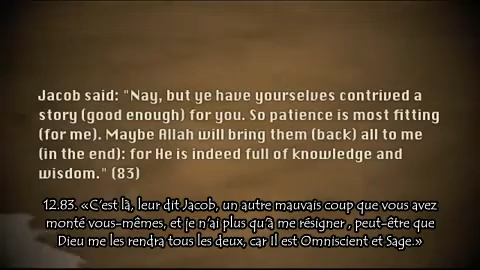 Jacob said: "Nay, but ye have yourselves contrived a
story (good enough) for you. So patience is most fitting
(for me). Maybe Allah will bring them (back) all to me
(in the end): for He is indeed full of knowledge and
wisdom." (83)
12.83. «C'est là, leur dit Jacob, un autre mauvais coup que vous avez
monté vous-mêmes, et je n'ai plus qu'à me résigner , peut-être que
Dieu me les rendra tous les deux, car Il est Omniscient et Sage.»